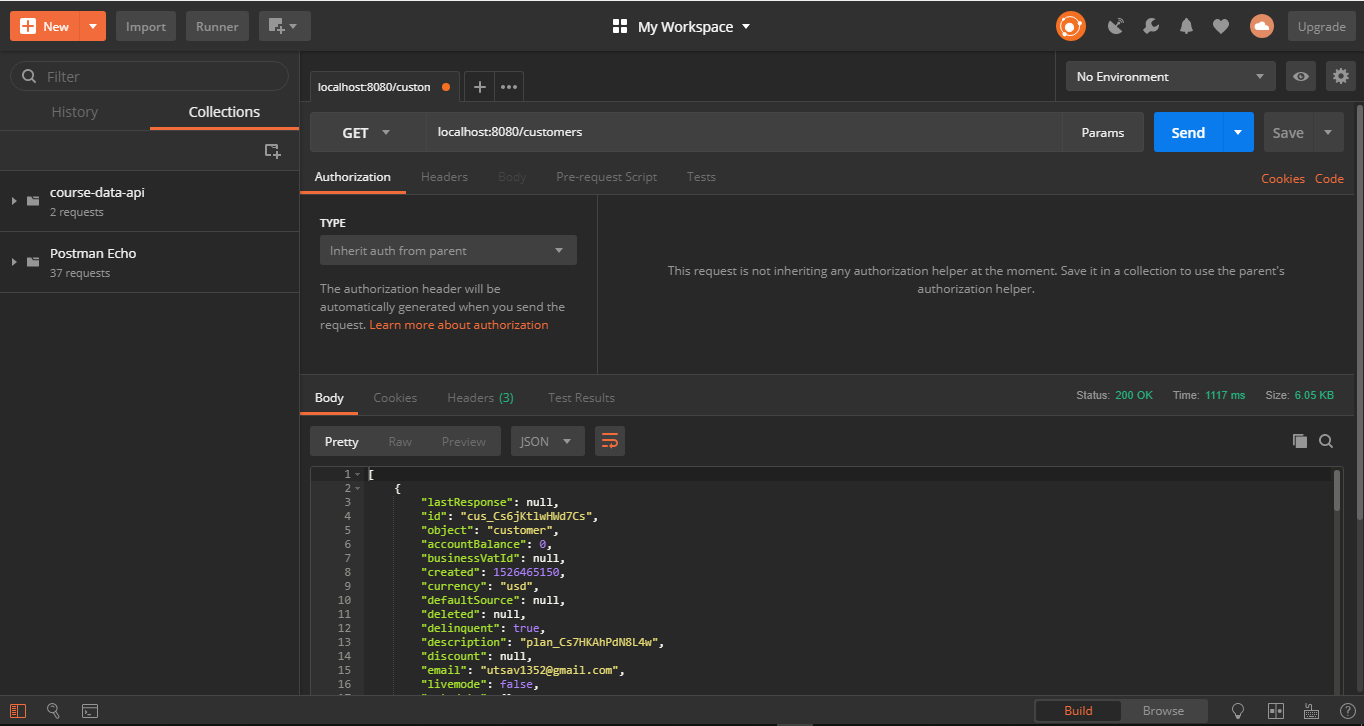 New
Import
Runner
My Workspace
Upgrade
Filter
History
Collections
course-data-api
2 requests
Postman Echo
37 requests
localhost:8080/custon
No Environment
GET
localhost:8080/customers
Params
Send
Save
Authorization
Headers
Body
Pre-request Script
Tests
Cookies
Code
TYPE
Inherit auth from parent
The authorization header will be
automatically generated when you send the
request. Learn more about authorization
This request is not inheriting any authorization helper at the moment. Save it in a collection to use the parent's
authorization helper.
Body
Cookies
Headers (3)
Test Results
Status: 200 OK
Time: 1117 ms
Size: 6.05 KB
Pretty
Raw
Preview
JSON
1 [
2 {
3 "lastResponse": null,
4 "id": "cus_Cs6jKtlwHWd7Cs",
5 "object": "customer",
6 "accountBalance": 0,
7 "businessVatId": null,
8 "created": 1526465150,
9 "currency": "usd",
10 "defaultSource": null,
11 "deleted": null,
12 "delinquent": true,
13 "description": "plan_Cs7HKAhPdN8L4w",
14 "discount": null,
15 "email": "utsav1352@gmail.com",
16 "livemode": false,
Build
Browse